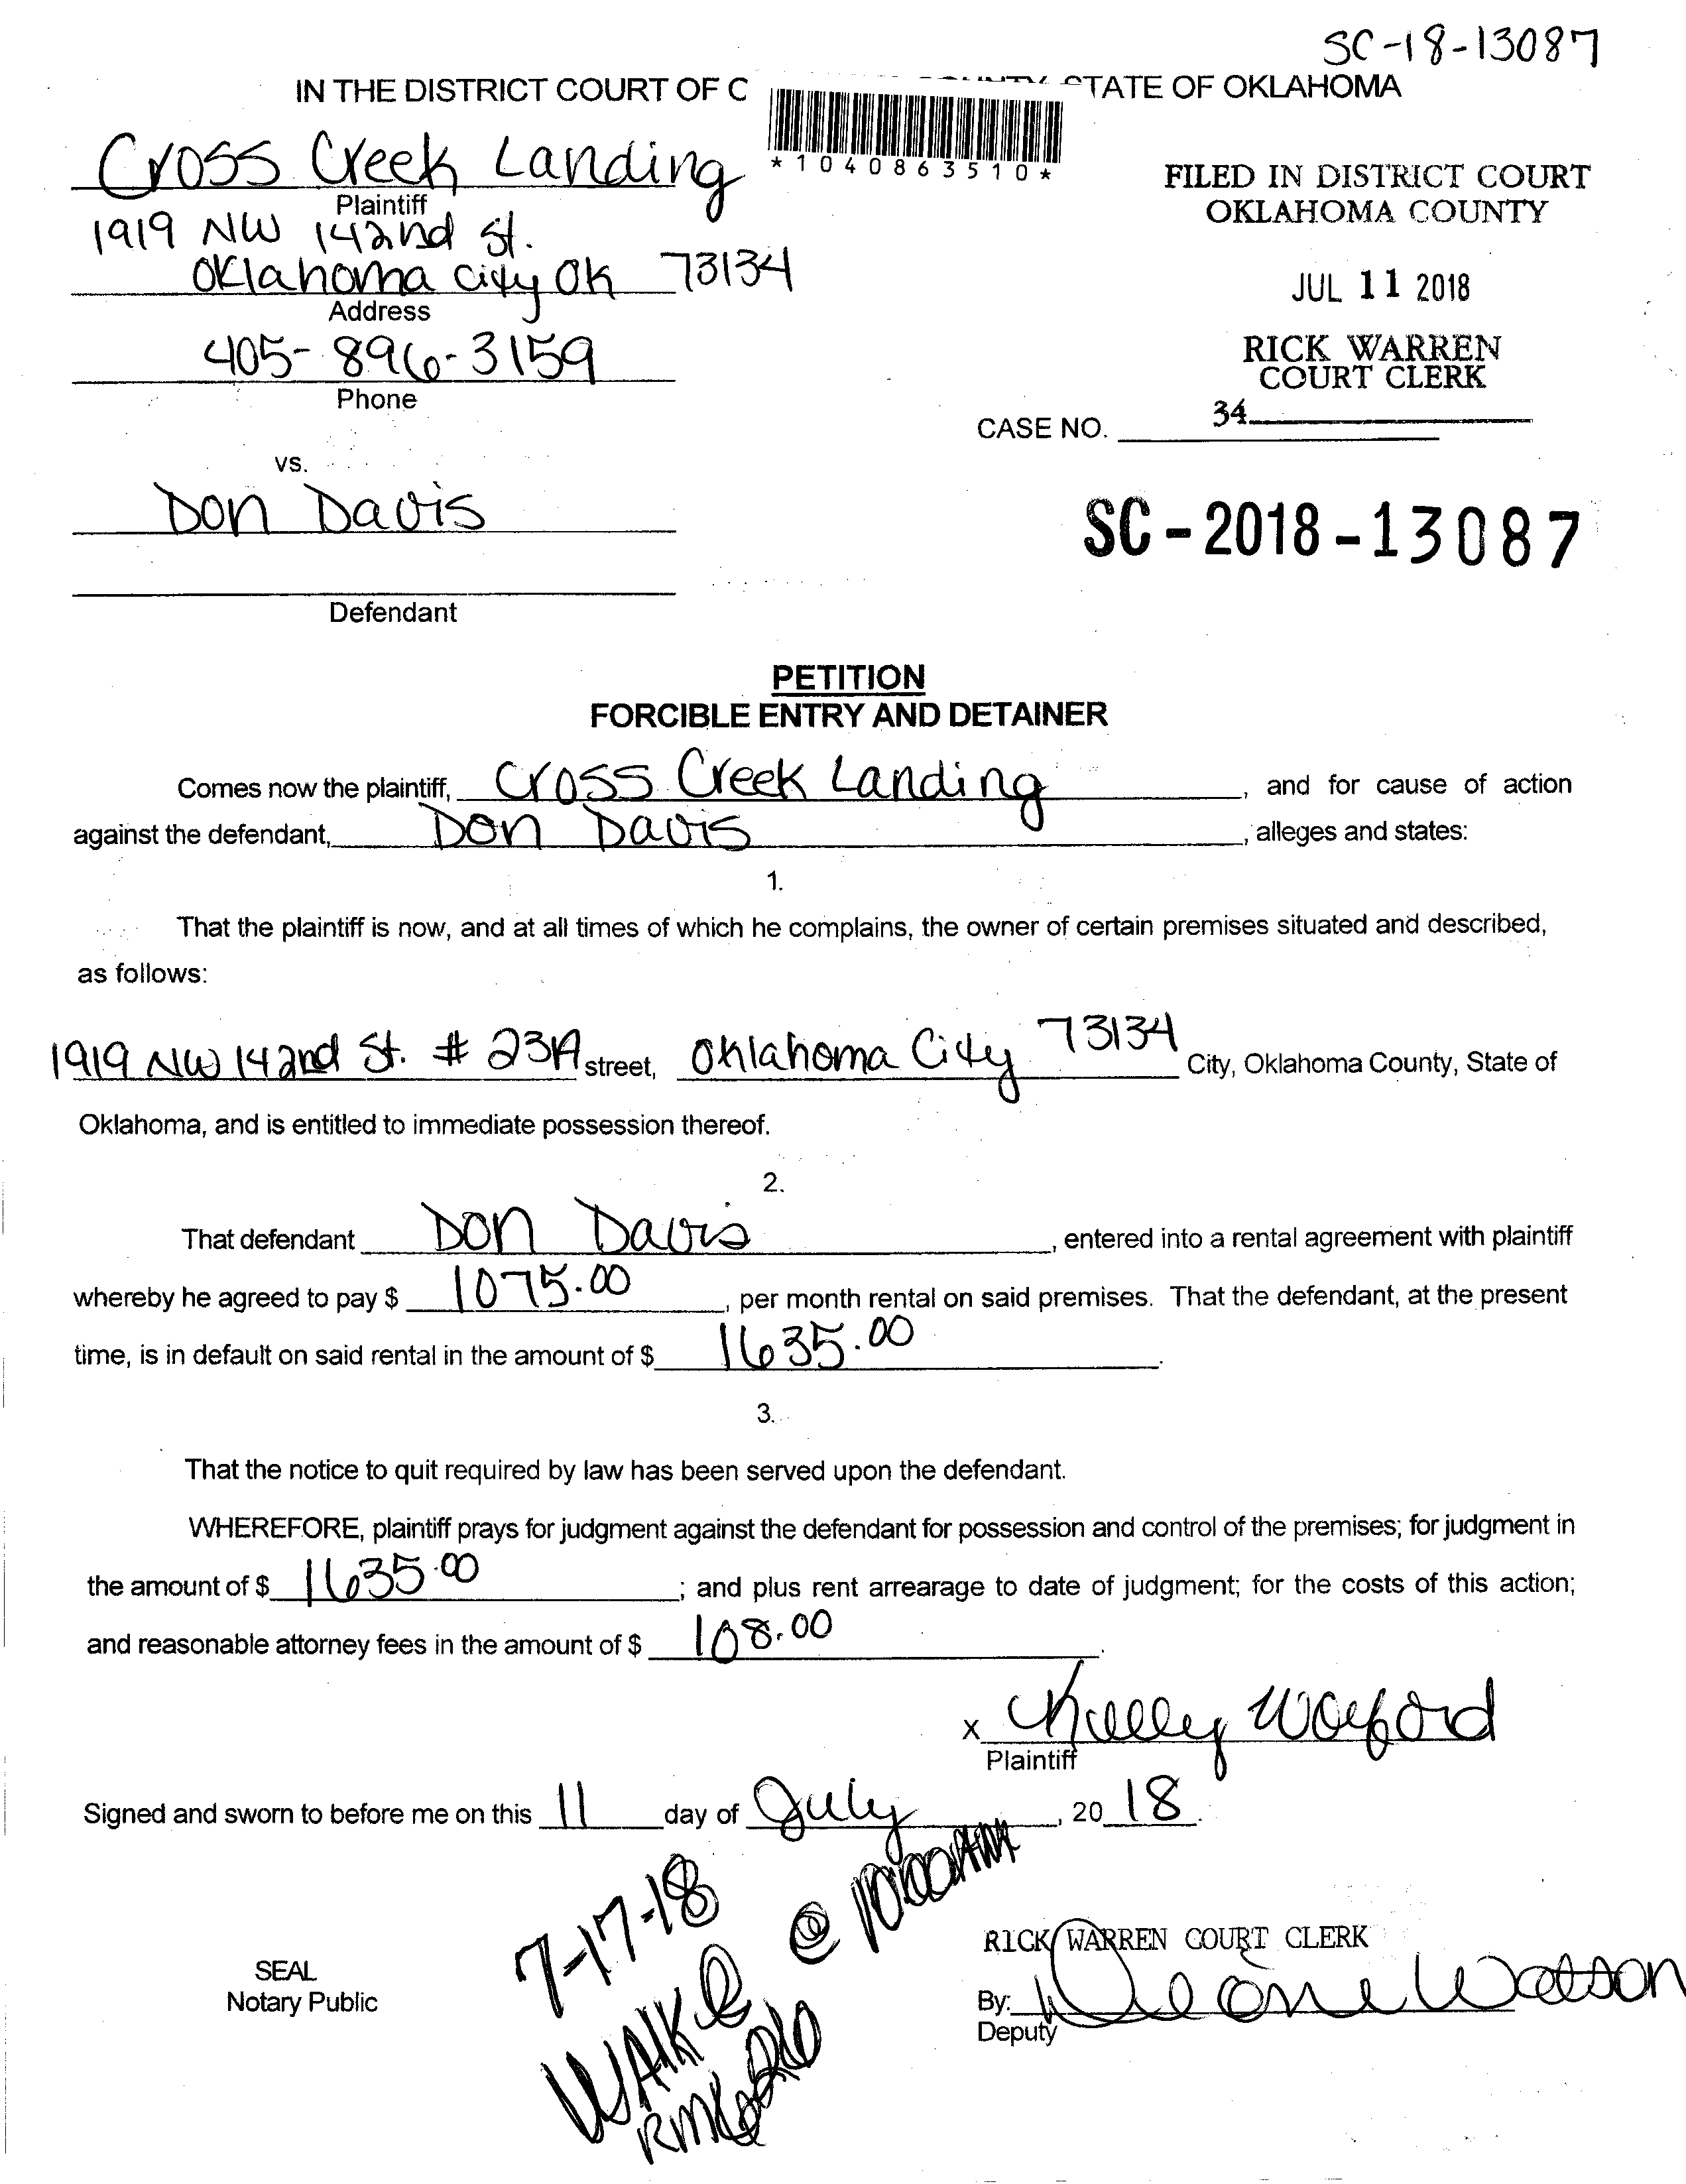 SC-18-13087
IN THE DISTRICT COURT OF C STATE OF OKLAHOMA
*1040863510*
Cross Creek Landing
Plaintiff
1919 NW 142nd St.
Oklahoma City OK 73134
Address
405-896-3159
Phone
FILED IN DISTRICT COURT
OKLAHOMA COUNTY
JUL 11 2018
RICK WARREN
COURT CLERK
34
CASE NO.
vs.
Don Davis
SC-2018-13087
Defendant
PETITION
FORCIBLE ENTRY AND DETAINER
Comes now the plaintiff, Cross Creek Landing, and for cause of action
against the defendant, Don Davis, alleges and states:
1.
That the plaintiff is now, and at all times of which he complains, the owner of certain premises situated and described,
as follows:
1919 NW 142nd St. # 23A street, Oklahoma City 73134 City, Oklahoma County, State of
Oklahoma, and is entitled to immediate possession thereof.
2.
That defendant Don Davis, entered into a rental agreement with plaintiff
whereby he agreed to pay $ 1075.00, per month rental on said premises. That the defendant, at the present
time, is in default on said rental in the amount of $ 1635.00.
3.
That the notice to quit required by law has been served upon the defendant.
WHEREFORE, plaintiff prays for judgment against the defendant for possession and control of the premises; for judgment in
the amount of $ 1635.00; and plus rent arrearage to date of judgment; for the costs of this action;
and reasonable attorney fees in the amount of $ 108.00.
x Kelley Woford
Plaintiff
Signed and sworn to before me on this 11 day of July, 2018.
7-17-18
@
WALKE
SEAL
Notary Public
RICK WARREN COURT CLERK
By: Watson
Deputy